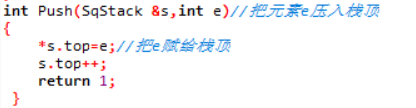 int Push(SqStack &s,int e)//把元素e压入栈顶
{
*s.top=e;//把e赋给栈顶
s.top++;
return 1;
}